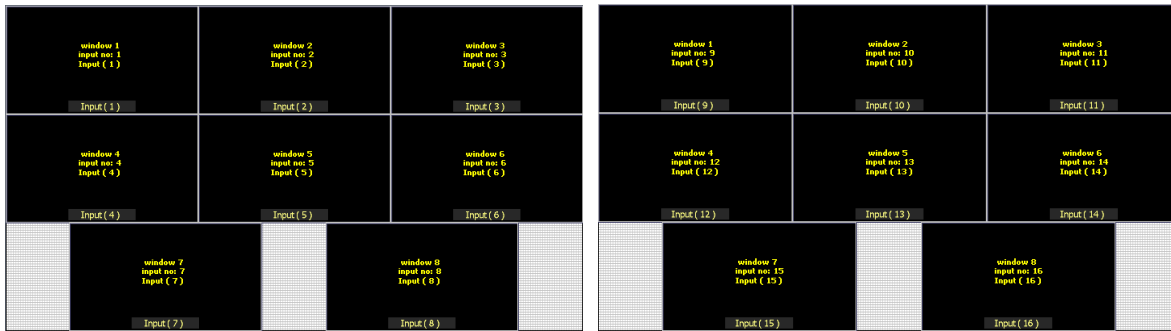 window 1
input no: 1
Input ( 1 )
Input ( 1 )
window 2
input no: 2
Input ( 2 )
Input ( 2 )
window 3
input no: 3
Input ( 3 )
Input ( 3 )
window 4
input no: 4
Input ( 4 )
Input ( 4 )
window 5
input no: 5
Input ( 5 )
Input ( 5 )
window 6
input no: 6
Input ( 6 )
Input ( 6 )
window 7
input no: 7
Input ( 7 )
Input ( 7 )
window 8
input no: 8
Input ( 8 )
Input ( 8 )
window 1
input no: 9
Input ( 9 )
Input ( 9 )
window 2
input no: 10
Input ( 10 )
Input ( 10 )
window 3
input no: 11
Input ( 11 )
Input ( 11 )
window 4
input no: 12
Input ( 12 )
Input ( 12 )
window 5
input no: 13
Input ( 13 )
Input ( 13 )
window 6
input no: 14
Input ( 14 )
Input ( 14 )
window 7
input no: 15
Input ( 15 )
Input ( 15 )
window 8
input no: 16
Input ( 16 )
Input ( 16 )